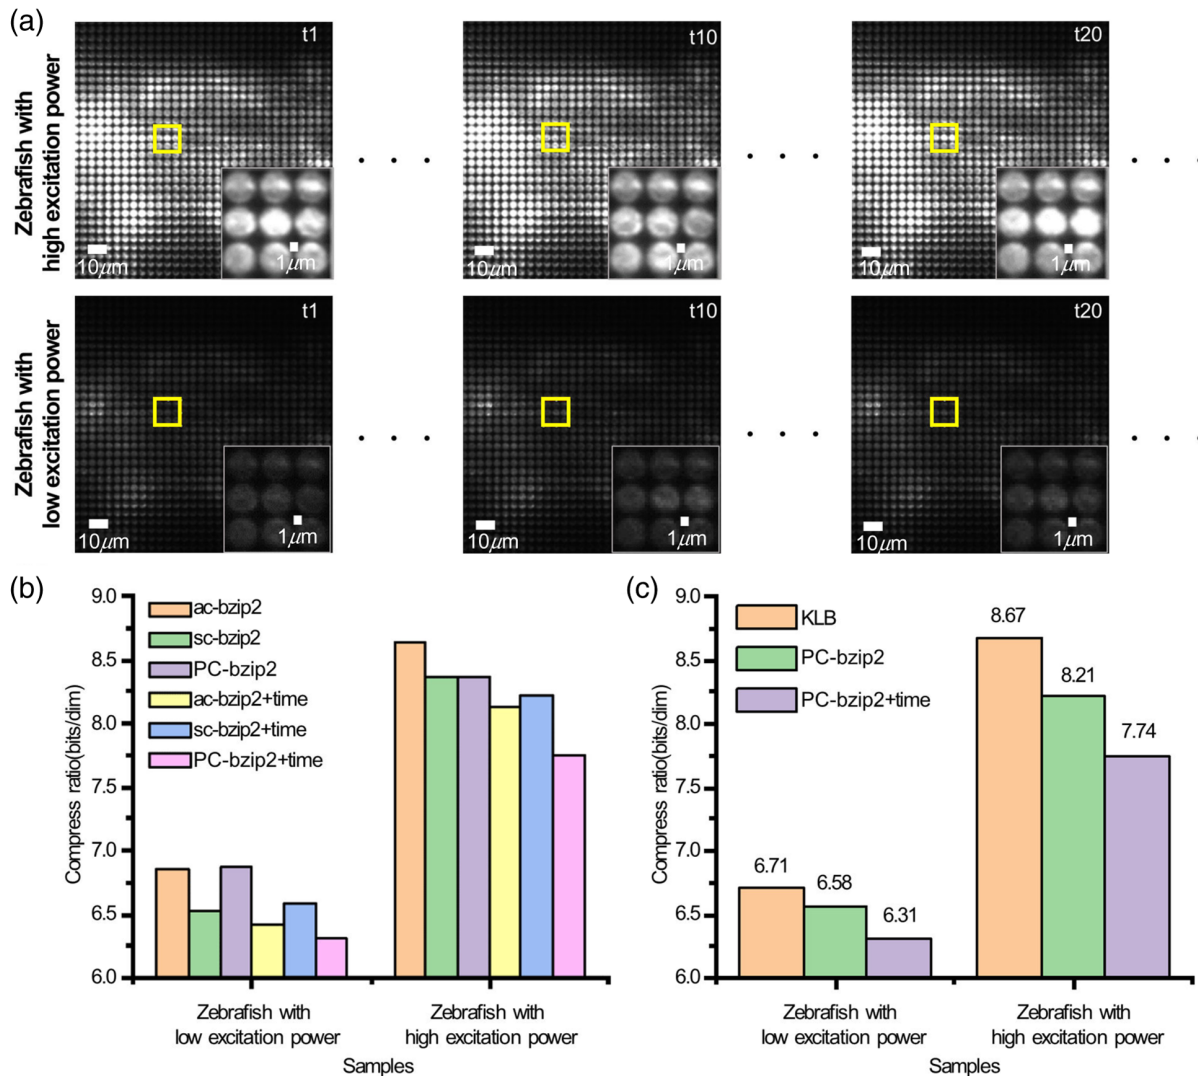 (a)
Zebrafish with
high excitation power
t1
10μm
1μm
. . .
t10
10μm
1μm
. . .
t20
10μm
1μm
. . .
Zebrafish with
low excitation power
t1
10μm
1μm
. . .
t10
10μm
1μm
. . .
t20
10μm
1μm
. . .
(b)
Compress ratio(bits/dim)
9.0
8.5
8.0
7.5
7.0
6.5
6.0
ac-bzip2
sc-bzip2
PC-bzip2
ac-bzip2+time
sc-bzip2+time
PC-bzip2+time
Zebrafish with
low excitation power
Zebrafish with
high excitation power
Samples
(c)
Compress ratio(bits/dim)
9.0
8.5
8.0
7.5
7.0
6.5
6.0
KLB
PC-bzip2
PC-bzip2+time
6.71
6.58
6.31
8.67
8.21
7.74
Zebrafish with
low excitation power
Zebrafish with
high excitation power
Samples